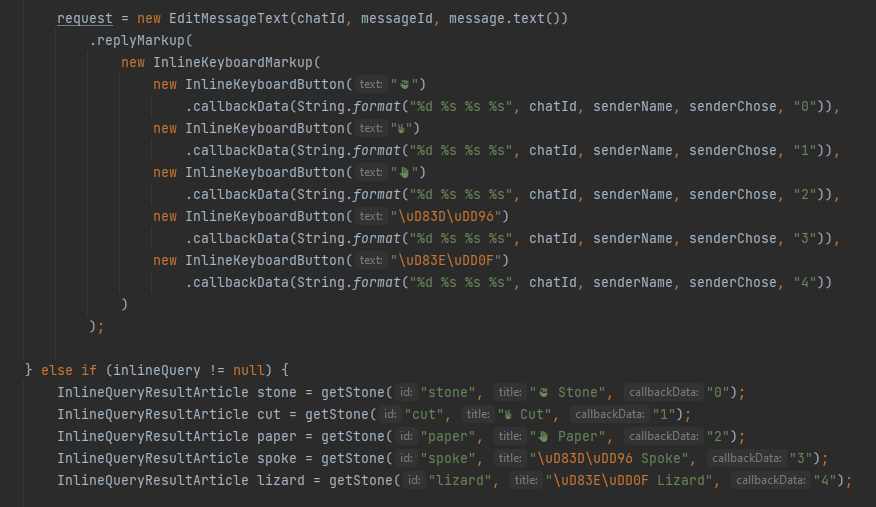 request = new EditMessageText(chatId, messageId, message.text())
.replyMarkup(
new InlineKeyboardMarkup(
new InlineKeyboardButton( text: "✊")
.callbackData(String.format("%d %s %s %s", chatId, senderName, senderChose, "0")),
new InlineKeyboardButton( text: "✌")
.callbackData(String.format("%d %s %s %s", chatId, senderName, senderChose, "1")),
new InlineKeyboardButton( text: "✋")
.callbackData(String.format("%d %s %s %s", chatId, senderName, senderChose, "2")),
new InlineKeyboardButton( text: "\uD83D\uDD96")
.callbackData(String.format("%d %s %s %s", chatId, senderName, senderChose, "3")),
new InlineKeyboardButton( text: "\uD83E\uDD0F")
.callbackData(String.format("%d %s %s %s", chatId, senderName, senderChose, "4"))
)
);
} else if (inlineQuery != null) {
InlineQueryResultArticle stone = getStone( id: "stone", title: "✊ Stone", callbackData: "0");
InlineQueryResultArticle cut = getStone( id: "cut", title: "✌ Cut", callbackData: "1");
InlineQueryResultArticle paper = getStone( id: "paper", title: "✋ Paper", callbackData: "2");
InlineQueryResultArticle spoke = getStone( id: "spoke", title: "\uD83D\uDD96 Spoke", callbackData: "3");
InlineQueryResultArticle lizard = getStone( id: "lizard", title: "\uD83E\uDD0F Lizard", callbackData: "4");